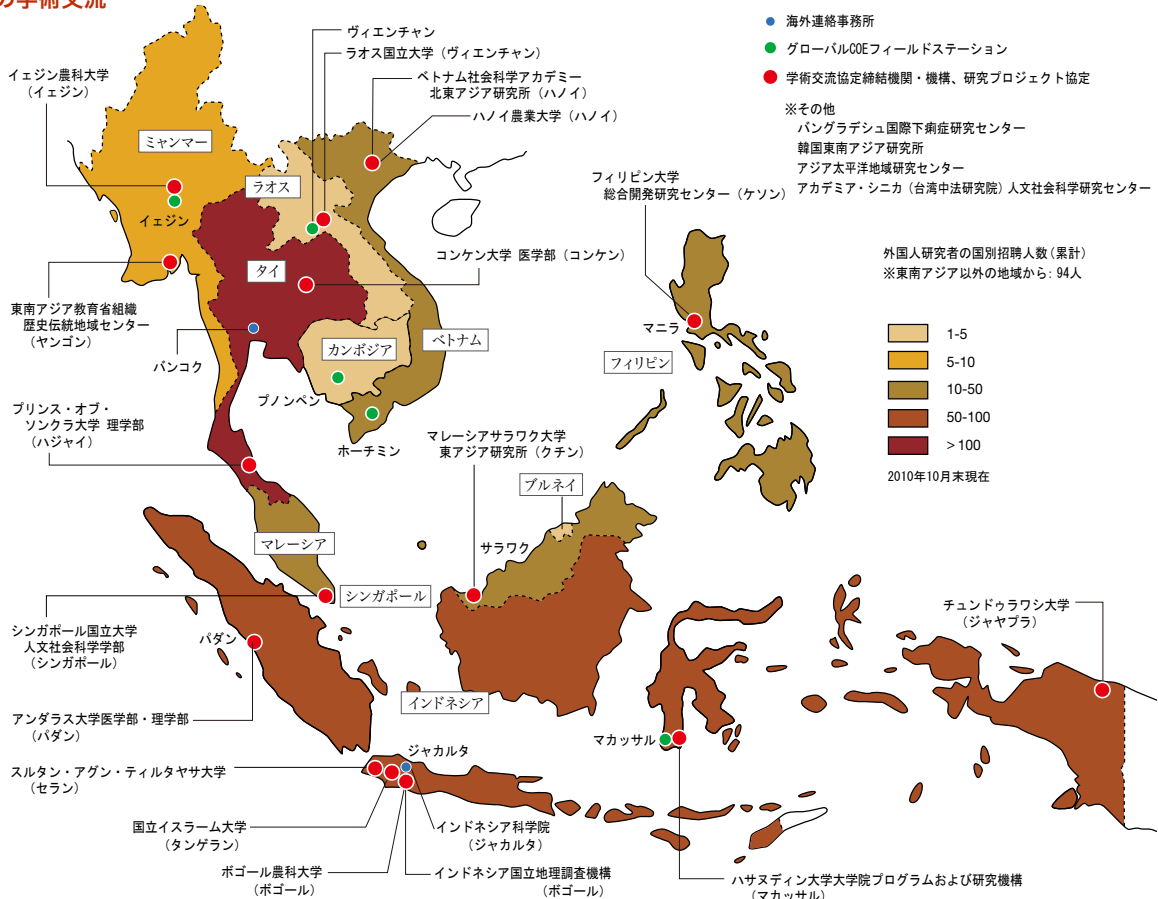 の学術交流
海外連絡事務所
グローバルCOEフィールドステーション
学術交流協定締結機関・機構、研究プロジェクト協定
※その他
バングラデシュ国際下痢症研究センター
韓国東南アジア研究所
アジア太平洋地域研究センター
アカデミア・シニカ（台湾中法研究院）人文社会科学研究センター
ヴィエンチャン
ラオス国立大学（ヴィエンチャン）
ベトナム社会科学アカデミー
北東アジア研究所（ハノイ）
ハノイ農業大学（ハノイ）
イェジン農科大学
（イェジン）
ミャンマー
ラオス
イェジン
タイ
コンケン大学 医学部（コンケン）
フィリピン大学
総合開発研究センター（ケソン）
外国人研究者の国別招聘人数（累計）
※東南アジア以外の地域から: 94人
1-5
5-10
10-50
50-100
>100
2010年10月末現在
東南アジア教育省組織
歴史伝統地域センター
（ヤンゴン）
バンコク
カンボジア
ベトナム
マニラ
フィリピン
プノンペン
ホーチミン
プリンス・オブ・
ソンクラ大学 理学部
（ハジャイ）
マレーシアサラワク大学
東アジア研究所（クチン）
ブルネイ
サラワク
マレーシア
シンガポール
シンガポール国立大学
人文社会科学学部
（シンガポール）
パダン
チュンドゥラワシ大学
（ジャヤプラ）
インドネシア
アンダラス大学医学部・理学部
（パダン）
マカッサル
ジャカルタ
スルタン・アグン・ティルタヤサ大学
（セラン）
国立イスラーム大学
（タンゲラン）
インドネシア科学院
（ジャカルタ）
ボゴール農科大学
（ボゴール）
インドネシア国立地理調査機構
（ボゴール）
ハサヌディン大学大学院プログラムおよび研究機構
（マカッサル）